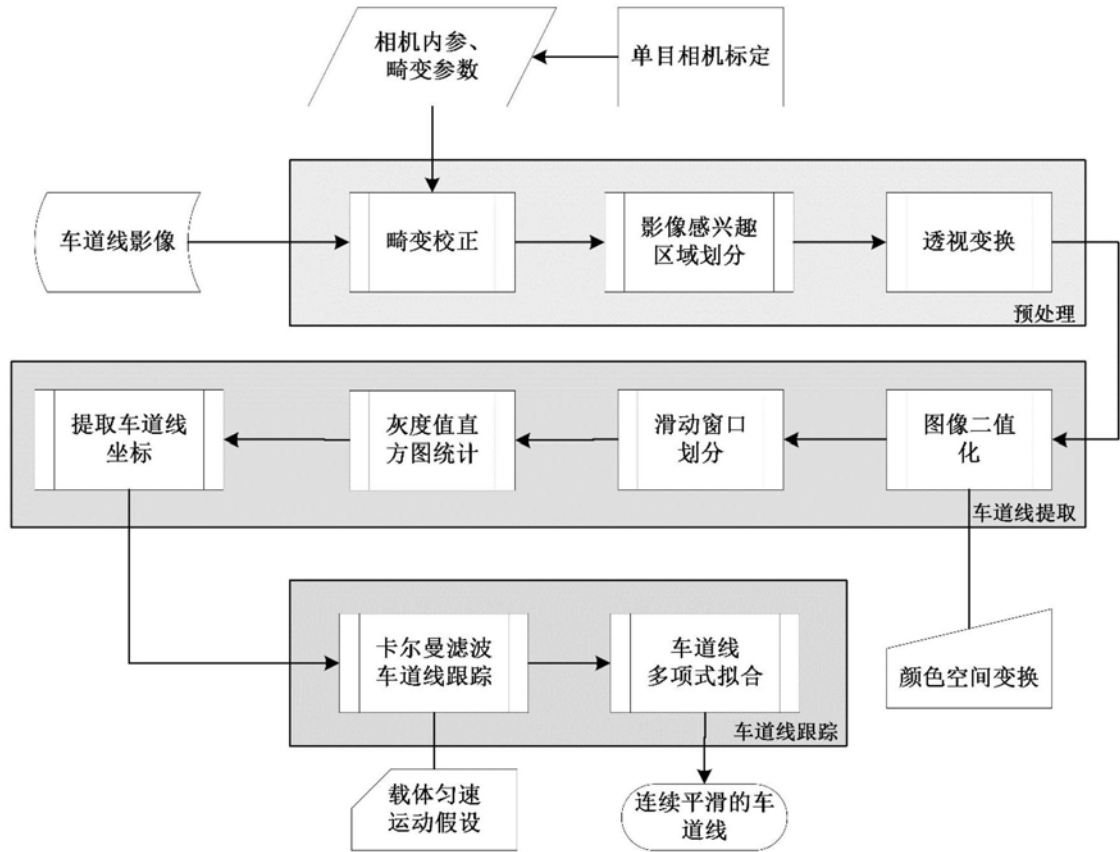 相机内参、
畸变参数
单目相机标定
车道线影像
畸变校正
影像感兴趣
区域划分
透视变换
预处理
提取车道线
坐标
灰度值直
方图统计
滑动窗口
划分
图像二值
化
车道线提取
卡尔曼滤波
车道线跟踪
车道线
多项式拟合
颜色空间变换
车道线跟踪
载体匀速
运动假设
连续平滑的车
道线